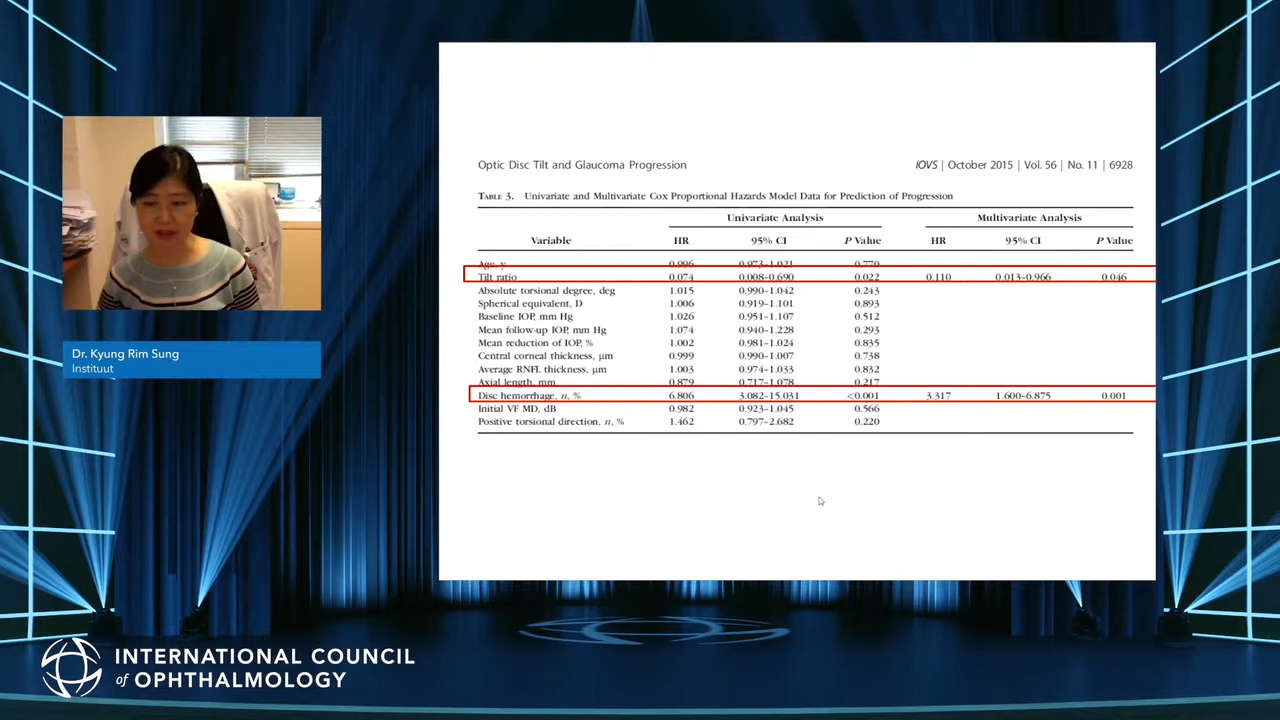 Optic Disc Tilt and Glaucoma Progression IOVS | October 2015 | Vol. 56 | No. 11 | 6928
TABLE 3. Univariate and Multivariate Cox Proportional Hazards Model Data for Prediction of Progression
Univariate Analysis Multivariate Analysis
Variable HR 95% CI P Value HR 95% CI P Value
Age, y 0.996 0.973–1.021 0.770
Tilt ratio 0.074 0.008–0.690 0.022 0.110 0.013–0.966 0.046
Absolute torsional degree, deg 1.015 0.990–1.042 0.243
Spherical equivalent, D 1.006 0.919–1.101 0.893
Baseline IOP, mm Hg 1.026 0.951–1.107 0.512
Mean follow-up IOP, mm Hg 1.074 0.940–1.228 0.293
Mean reduction of IOP, % 1.002 0.981–1.024 0.835
Central corneal thickness, μm 0.999 0.990–1.007 0.738
Average RNFL thickness, μm 1.003 0.974–1.033 0.832
Axial length, mm 0.879 0.717–1.078 0.217
Disc hemorrhage, n, % 6.806 3.082–15.031 <0.001 3.317 1.600–6.875 0.001
Initial VF MD, dB 0.982 0.923–1.045 0.566
Positive torsional direction, n, % 1.462 0.797–2.682 0.220
Dr. Kyung Rim Sung
Instituut
INTERNATIONAL COUNCIL
of OPHTHALMOLOGY